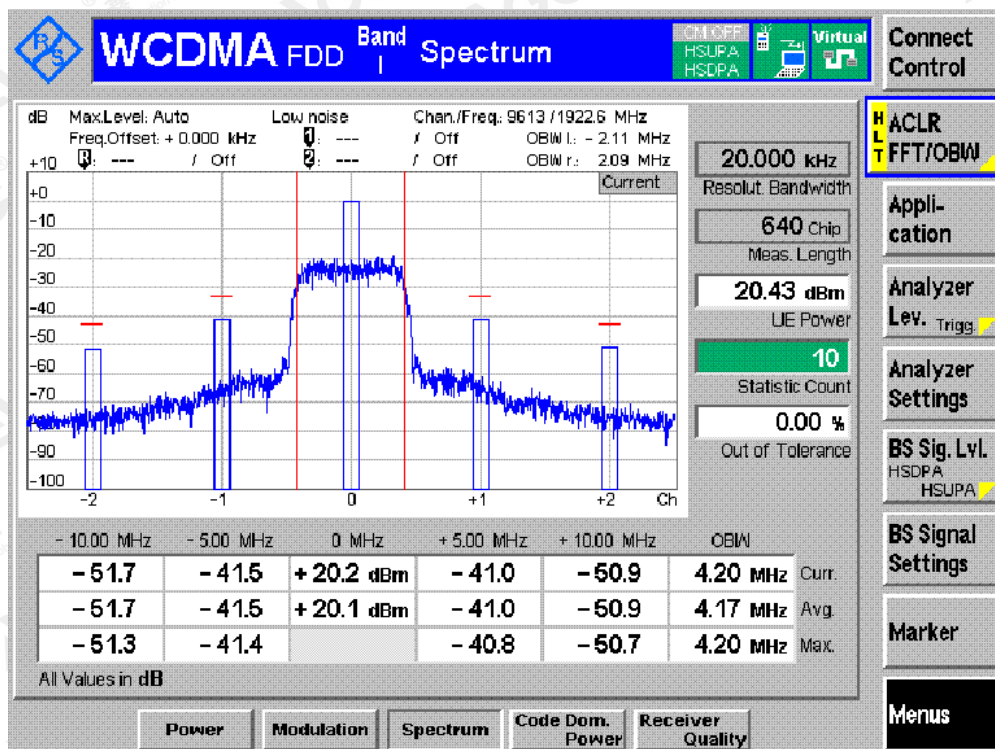 WCDMA FDD Band I Spectrum
CM OFF
HSUPA
HSDPA
Virtual
Connect Control
dB Max.Level: Auto Low noise Chan./Freq.: 9613 / 1922.6 MHz
Freq.Offset: + 0.000 kHz 1: --- / Off OBW l.: - 2.11 MHz
R: --- / Off 2: --- / Off OBW r.: 2.09 MHz
Current
+10
+0
-10
-20
-30
-40
-50
-60
-70
-90
-100
-2 -1 0 +1 +2 Ch
20.000 kHz
Resolut. Bandwidth
640 Chip
Meas. Length
20.43 dBm
UE Power
10
Statistic Count
0.00 %
Out of Tolerance
- 10.00 MHz - 5.00 MHz 0 MHz + 5.00 MHz + 10.00 MHz OBW
- 51.7 - 41.5 + 20.2 dBm - 41.0 - 50.9 4.20 MHz Curr.
- 51.7 - 41.5 + 20.1 dBm - 41.0 - 50.9 4.17 MHz Avg.
- 51.3 - 41.4 - 40.8 - 50.7 4.20 MHz Max.
All Values in dB
HLT
ACLR
FFT/OBW
Appli-
cation
Analyzer
Lev. Trigg.
Analyzer
Settings
BS Sig. Lvl.
HSDPA
HSUPA
BS Signal
Settings
Marker
Menus
Power
Modulation
Spectrum
Code Dom.
Power
Receiver
Quality